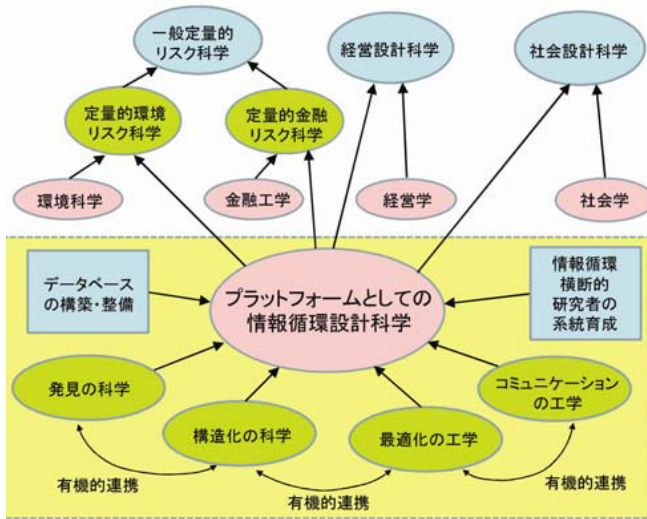 一般定量的
リスク科学
経営設計科学
社会設計科学
定量的環境
リスク科学
定量的金融
リスク科学
環境科学
金融工学
経営学
社会学
データベース
の構築・整備
プラットフォームとしての
情報循環設計科学
情報循環
横断的
研究者の
系統育成
発見の科学
構造化の科学
最適化の工学
コミュニケーション
の工学
有機的連携
有機的連携
有機的連携